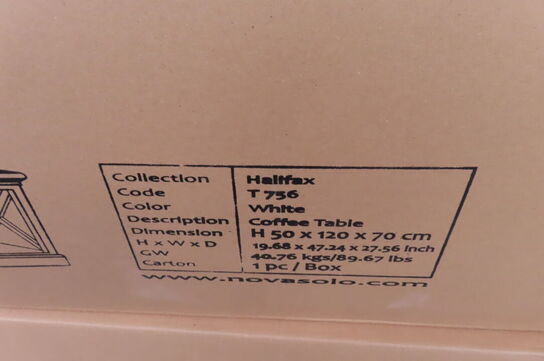 Collection Halifax
Code T 756
Color White
Description Coffee Table
Dimension H 50 x 120 x 70 cm
H x W x D 19.68 x 47.24 x 27.56 Inch
GW 40.76 kgs/89.67 lbs
Carton 1 pc / Box
www.novasolo.com